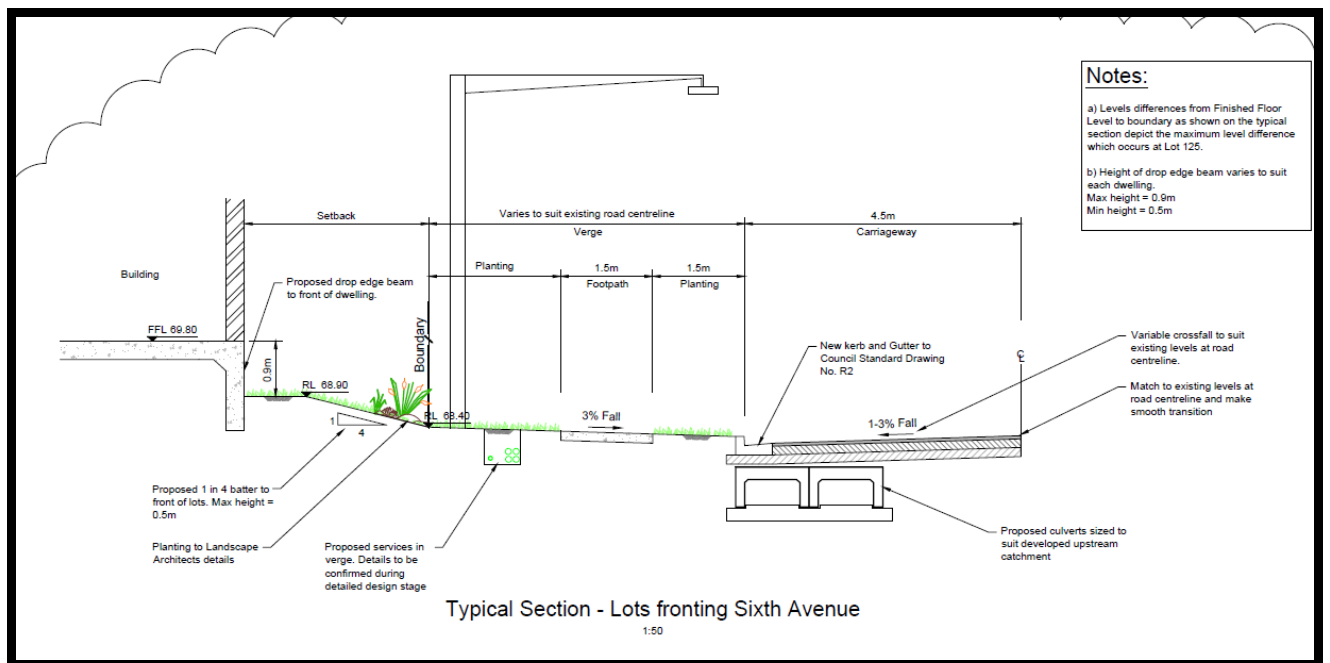 Notes:
a) Levels differences from Finished Floor
Level to boundary as shown on the typical
section depict the maximum level difference
which occurs at Lot 125.
b) Height of drop edge beam varies to suit
each dwelling.
Max height = 0.9m
Min height = 0.5m
Setback
Varies to suit existing road centreline
4.5m
Verge
Carriageway
Building
Planting
1.5m
1.5m
Footpath
Planting
Proposed drop edge beam
to front of dwelling.
FFL 69.80
0.9m
Boundary
RL 68.90
RL 68.40
3% Fall
1-3% Fall
New kerb and Gutter to
Council Standard Drawing
No. R2
Variable crossfall to suit
existing levels at road
centreline.
Match to existing levels at
road centreline and make
smooth transition
1
4
Proposed 1 in 4 batter to
front of lots. Max height =
0.5m
Planting to Landscape
Architects details
Proposed services in
verge. Details to be
confirmed during
detailed design stage
Proposed culverts sized to
suit developed upstream
catchment
Typical Section - Lots fronting Sixth Avenue
1:50